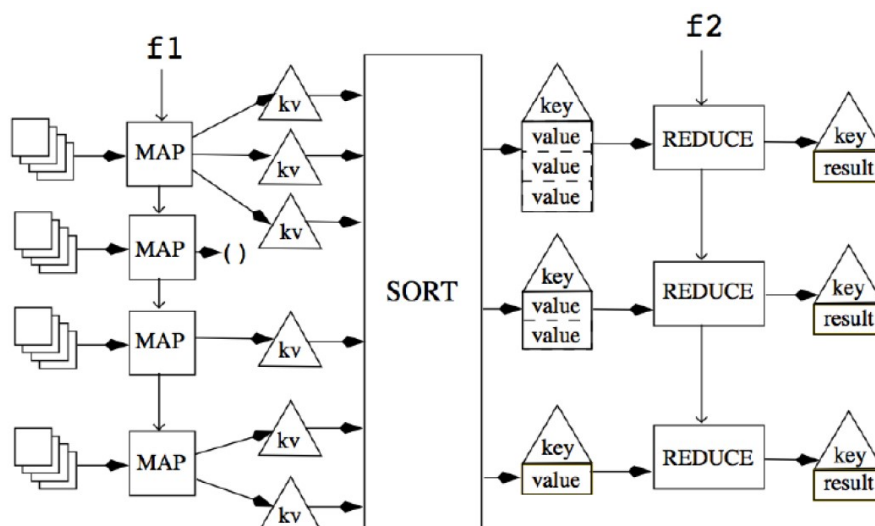 f1
f2
kv
key
MAP
value
REDUCE
key
kv
value
result
value
kv
MAP
()
key
SORT
value
REDUCE
key
MAP
kv
value
result
kv
key
REDUCE
key
MAP
value
result
kv